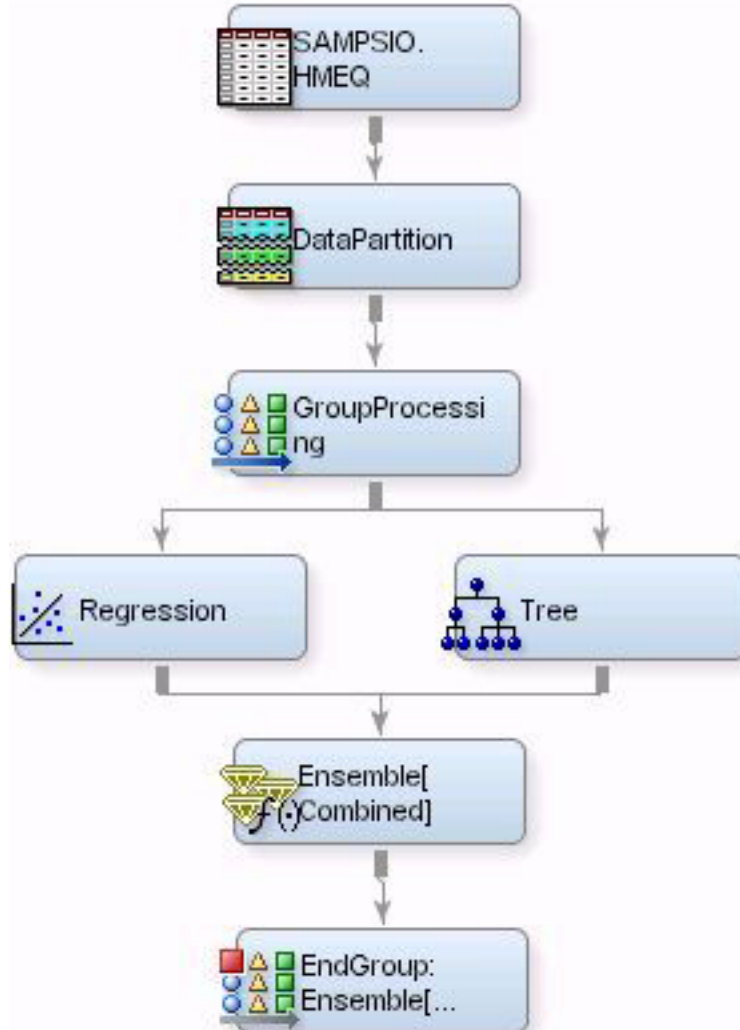 SAMPSIO.
HMEQ
DataPartition
GroupProcessi
ng
Regression
Tree
Ensemble[
Combined]
EndGroup:
Ensemble[...